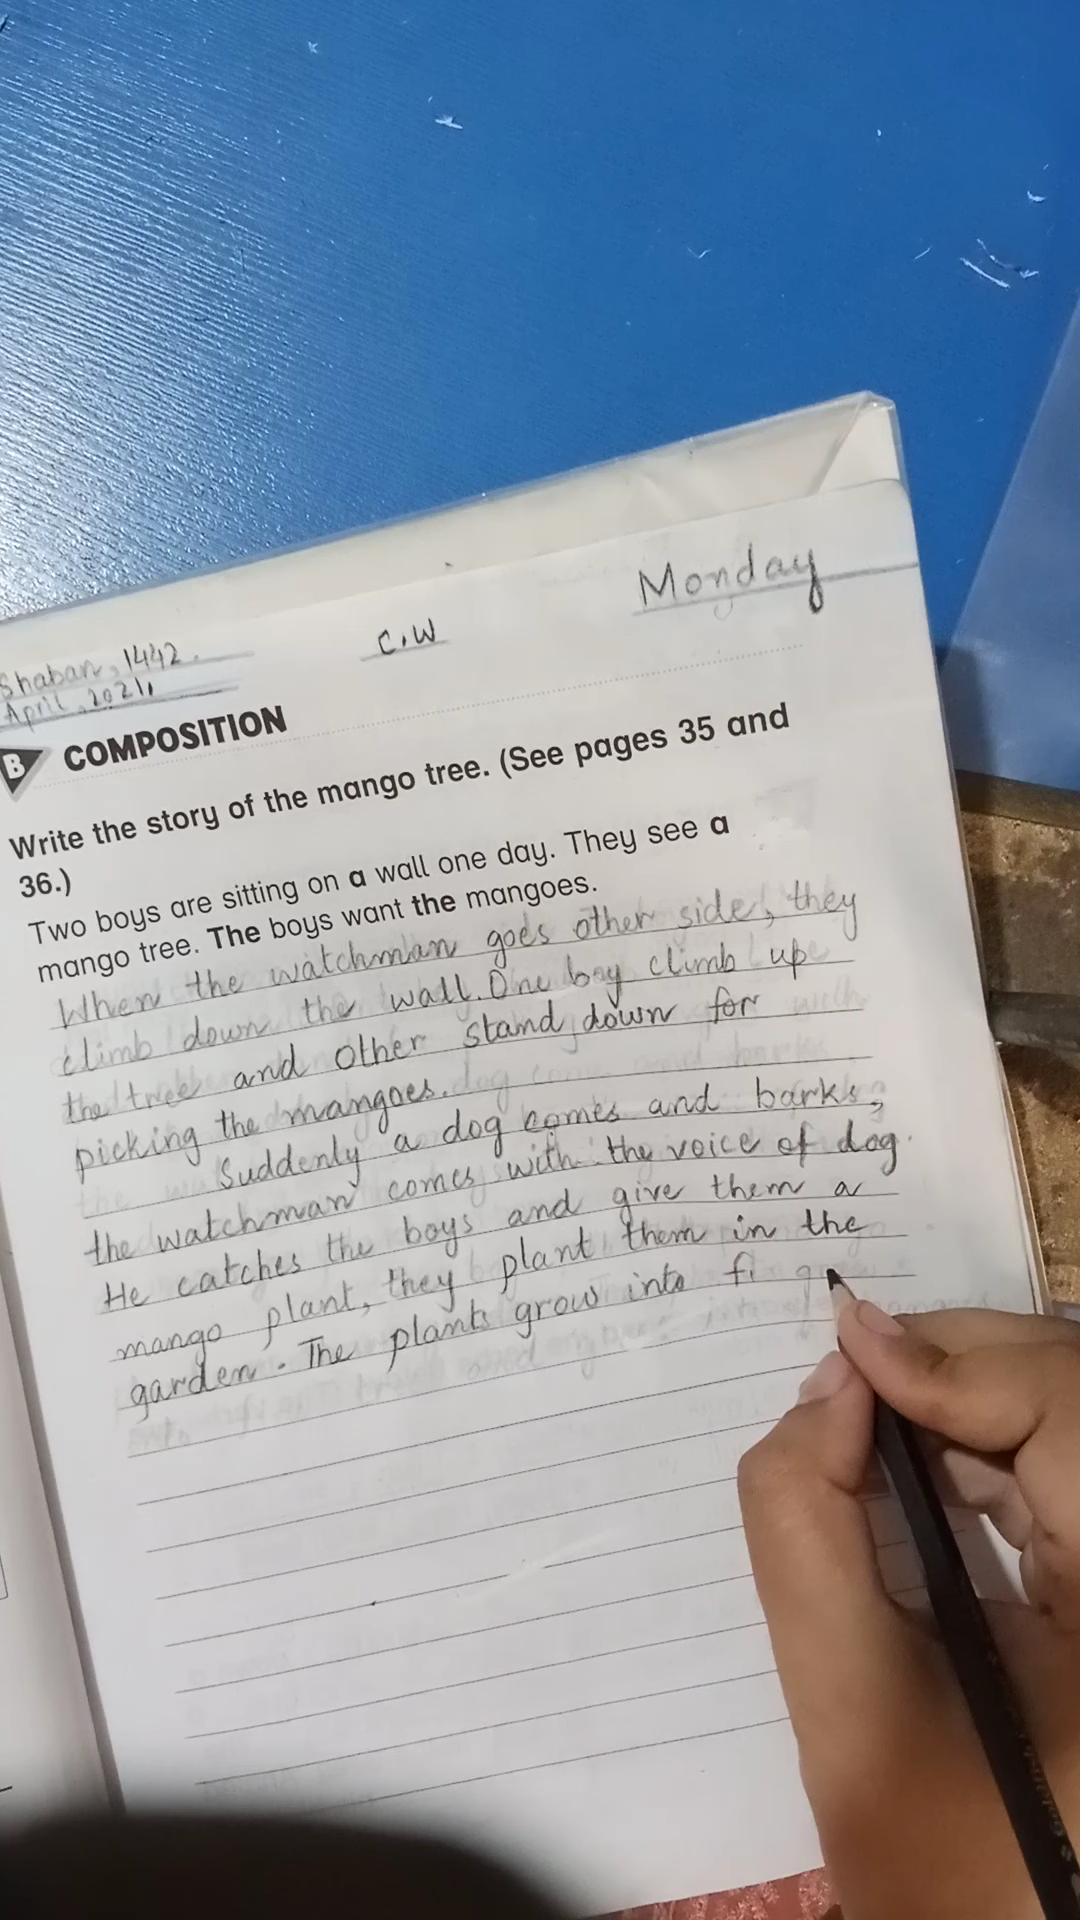 Monday
Shaban, 1442.
C.W
April, 2021,
B COMPOSITION
Write the story of the mango tree. (See pages 35 and
36.)
Two boys are sitting on a wall one day. They see a
mango tree. The boys want the mangoes.
When the watchman goes other side, they
climb down the wall. One boy climb up
the tree and other stand down for
picking the mangoes.
Suddenly a dog comes and barks,
the watchman comes with the voice of dog.
He catches the boys and give them a
mango plant, they plant them in the
garden. The plants grow into